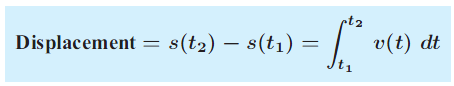 Displacement = s(t₂) − s(t₁) = ∫_{t₁}^{t₂} v(t) dt